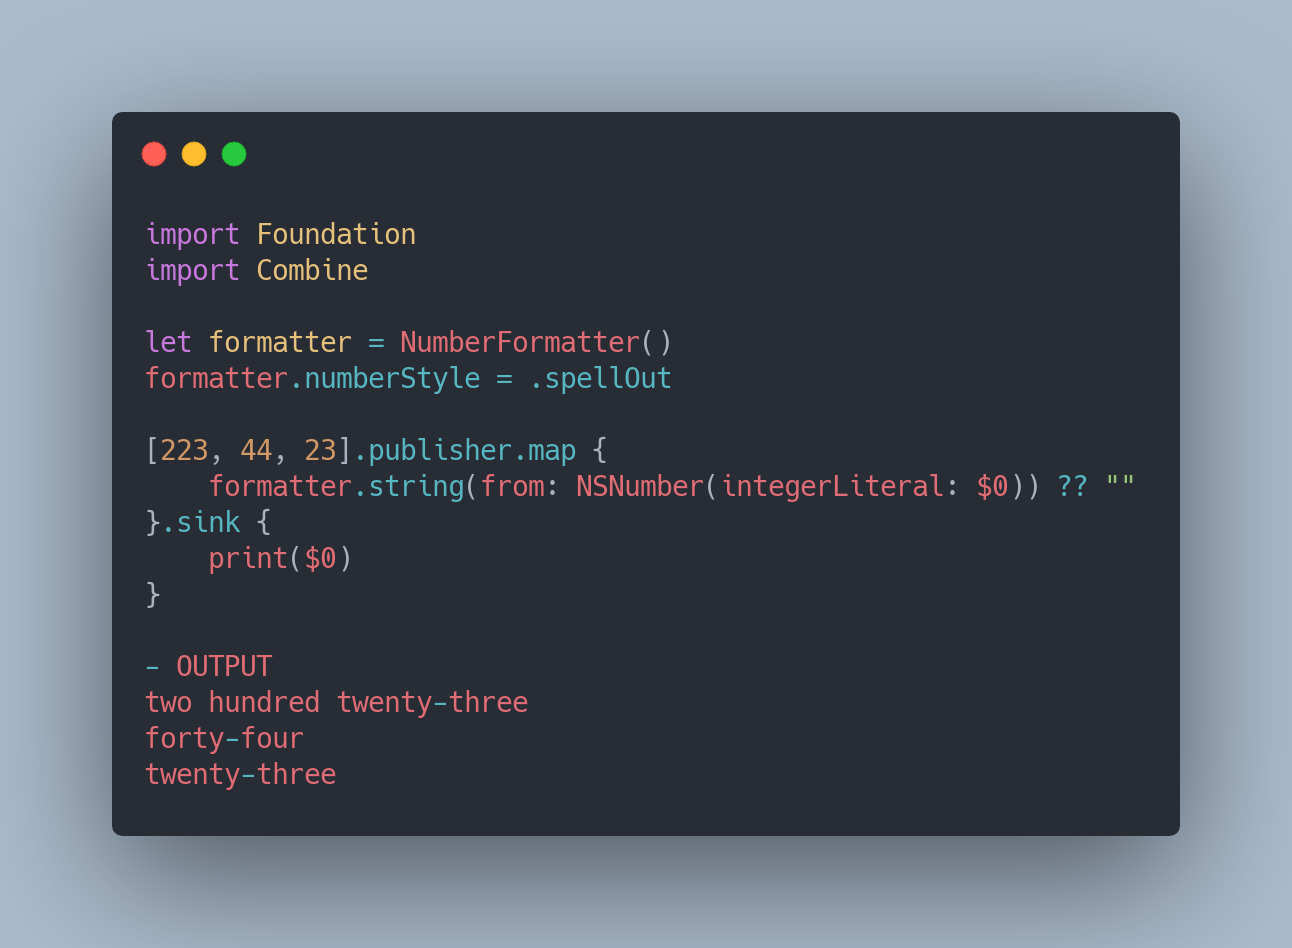 import Foundation
import Combine

let formatter = NumberFormatter()
formatter.numberStyle = .spellOut

[223, 44, 23].publisher.map {
    formatter.string(from: NSNumber(integerLiteral: $0)) ?? ""
}.sink {
    print($0)
}

- OUTPUT
two hundred twenty-three
forty-four
twenty-three